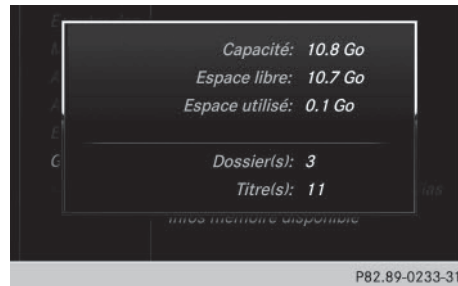 Capacité: 10.8 Go
Espace libre: 10.7 Go
Espace utilisé: 0.1 Go
Dossier(s): 3
Titre(s): 11
Infos mémoire disponible
P82.89-0233-31